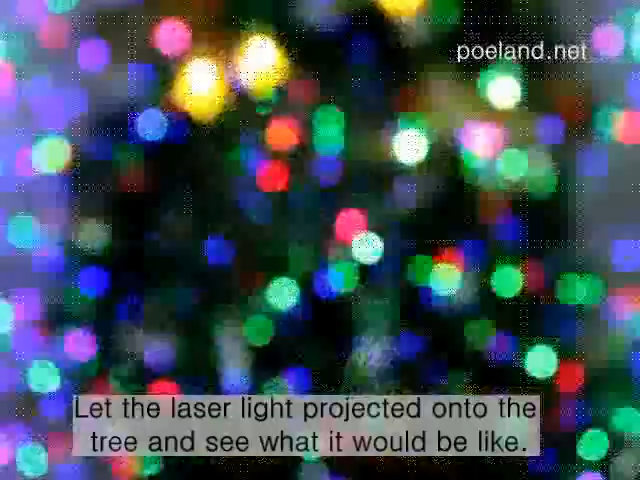 poeland.net
Let the laser light projected onto the
tree and see what it would be like.